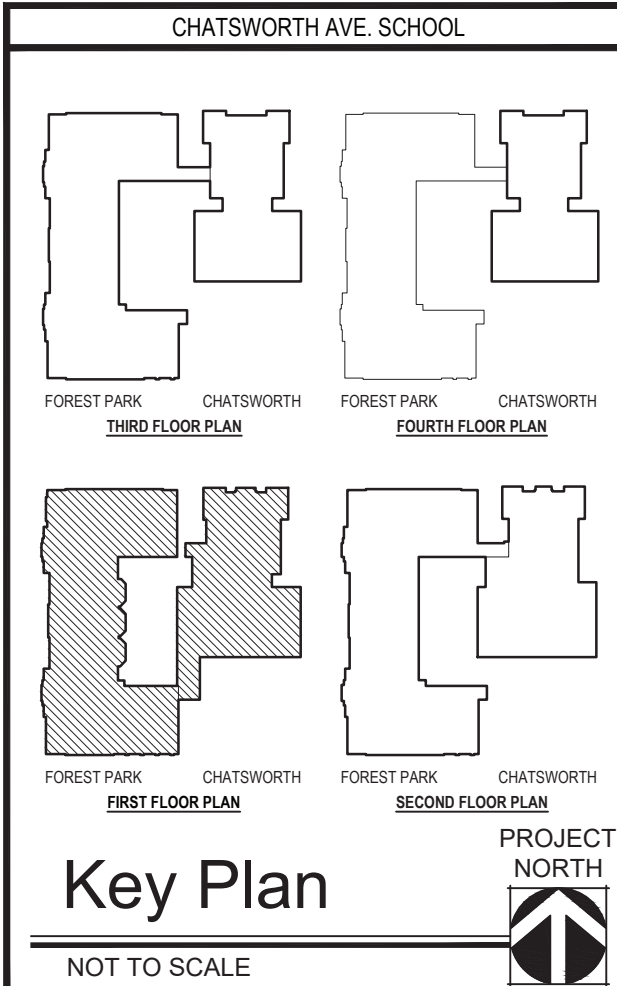 CHATSWORTH AVE. SCHOOL
FOREST PARK CHATSWORTH
THIRD FLOOR PLAN
FOREST PARK CHATSWORTH
FOURTH FLOOR PLAN
FOREST PARK CHATSWORTH
FIRST FLOOR PLAN
FOREST PARK CHATSWORTH
SECOND FLOOR PLAN
Key Plan
NOT TO SCALE
PROJECT
NORTH